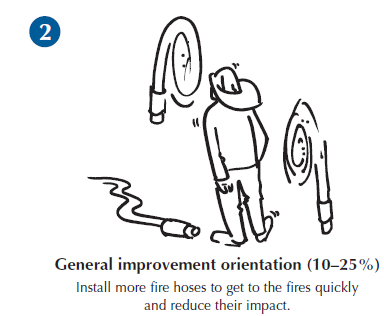 2
General improvement orientation (10–25%)
Install more fire hoses to get to the fires quickly
and reduce their impact.